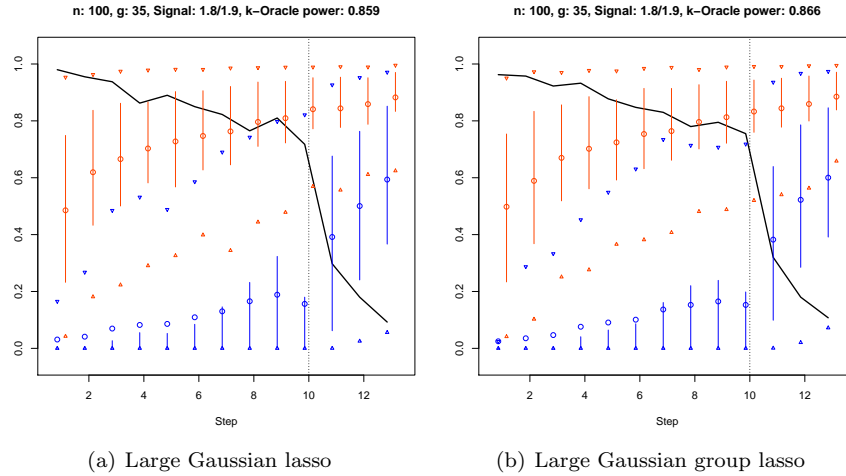 n: 100, g: 35, Signal: 1.8/1.9, k−Oracle power: 0.859
1.0
0.8
0.6
0.4
0.2
0.0
2 4 6 8 10 12
Step
(a) Large Gaussian lasso
n: 100, g: 35, Signal: 1.8/1.9, k−Oracle power: 0.866
1.0
0.8
0.6
0.4
0.2
0.0
2 4 6 8 10 12
Step
(b) Large Gaussian group lasso